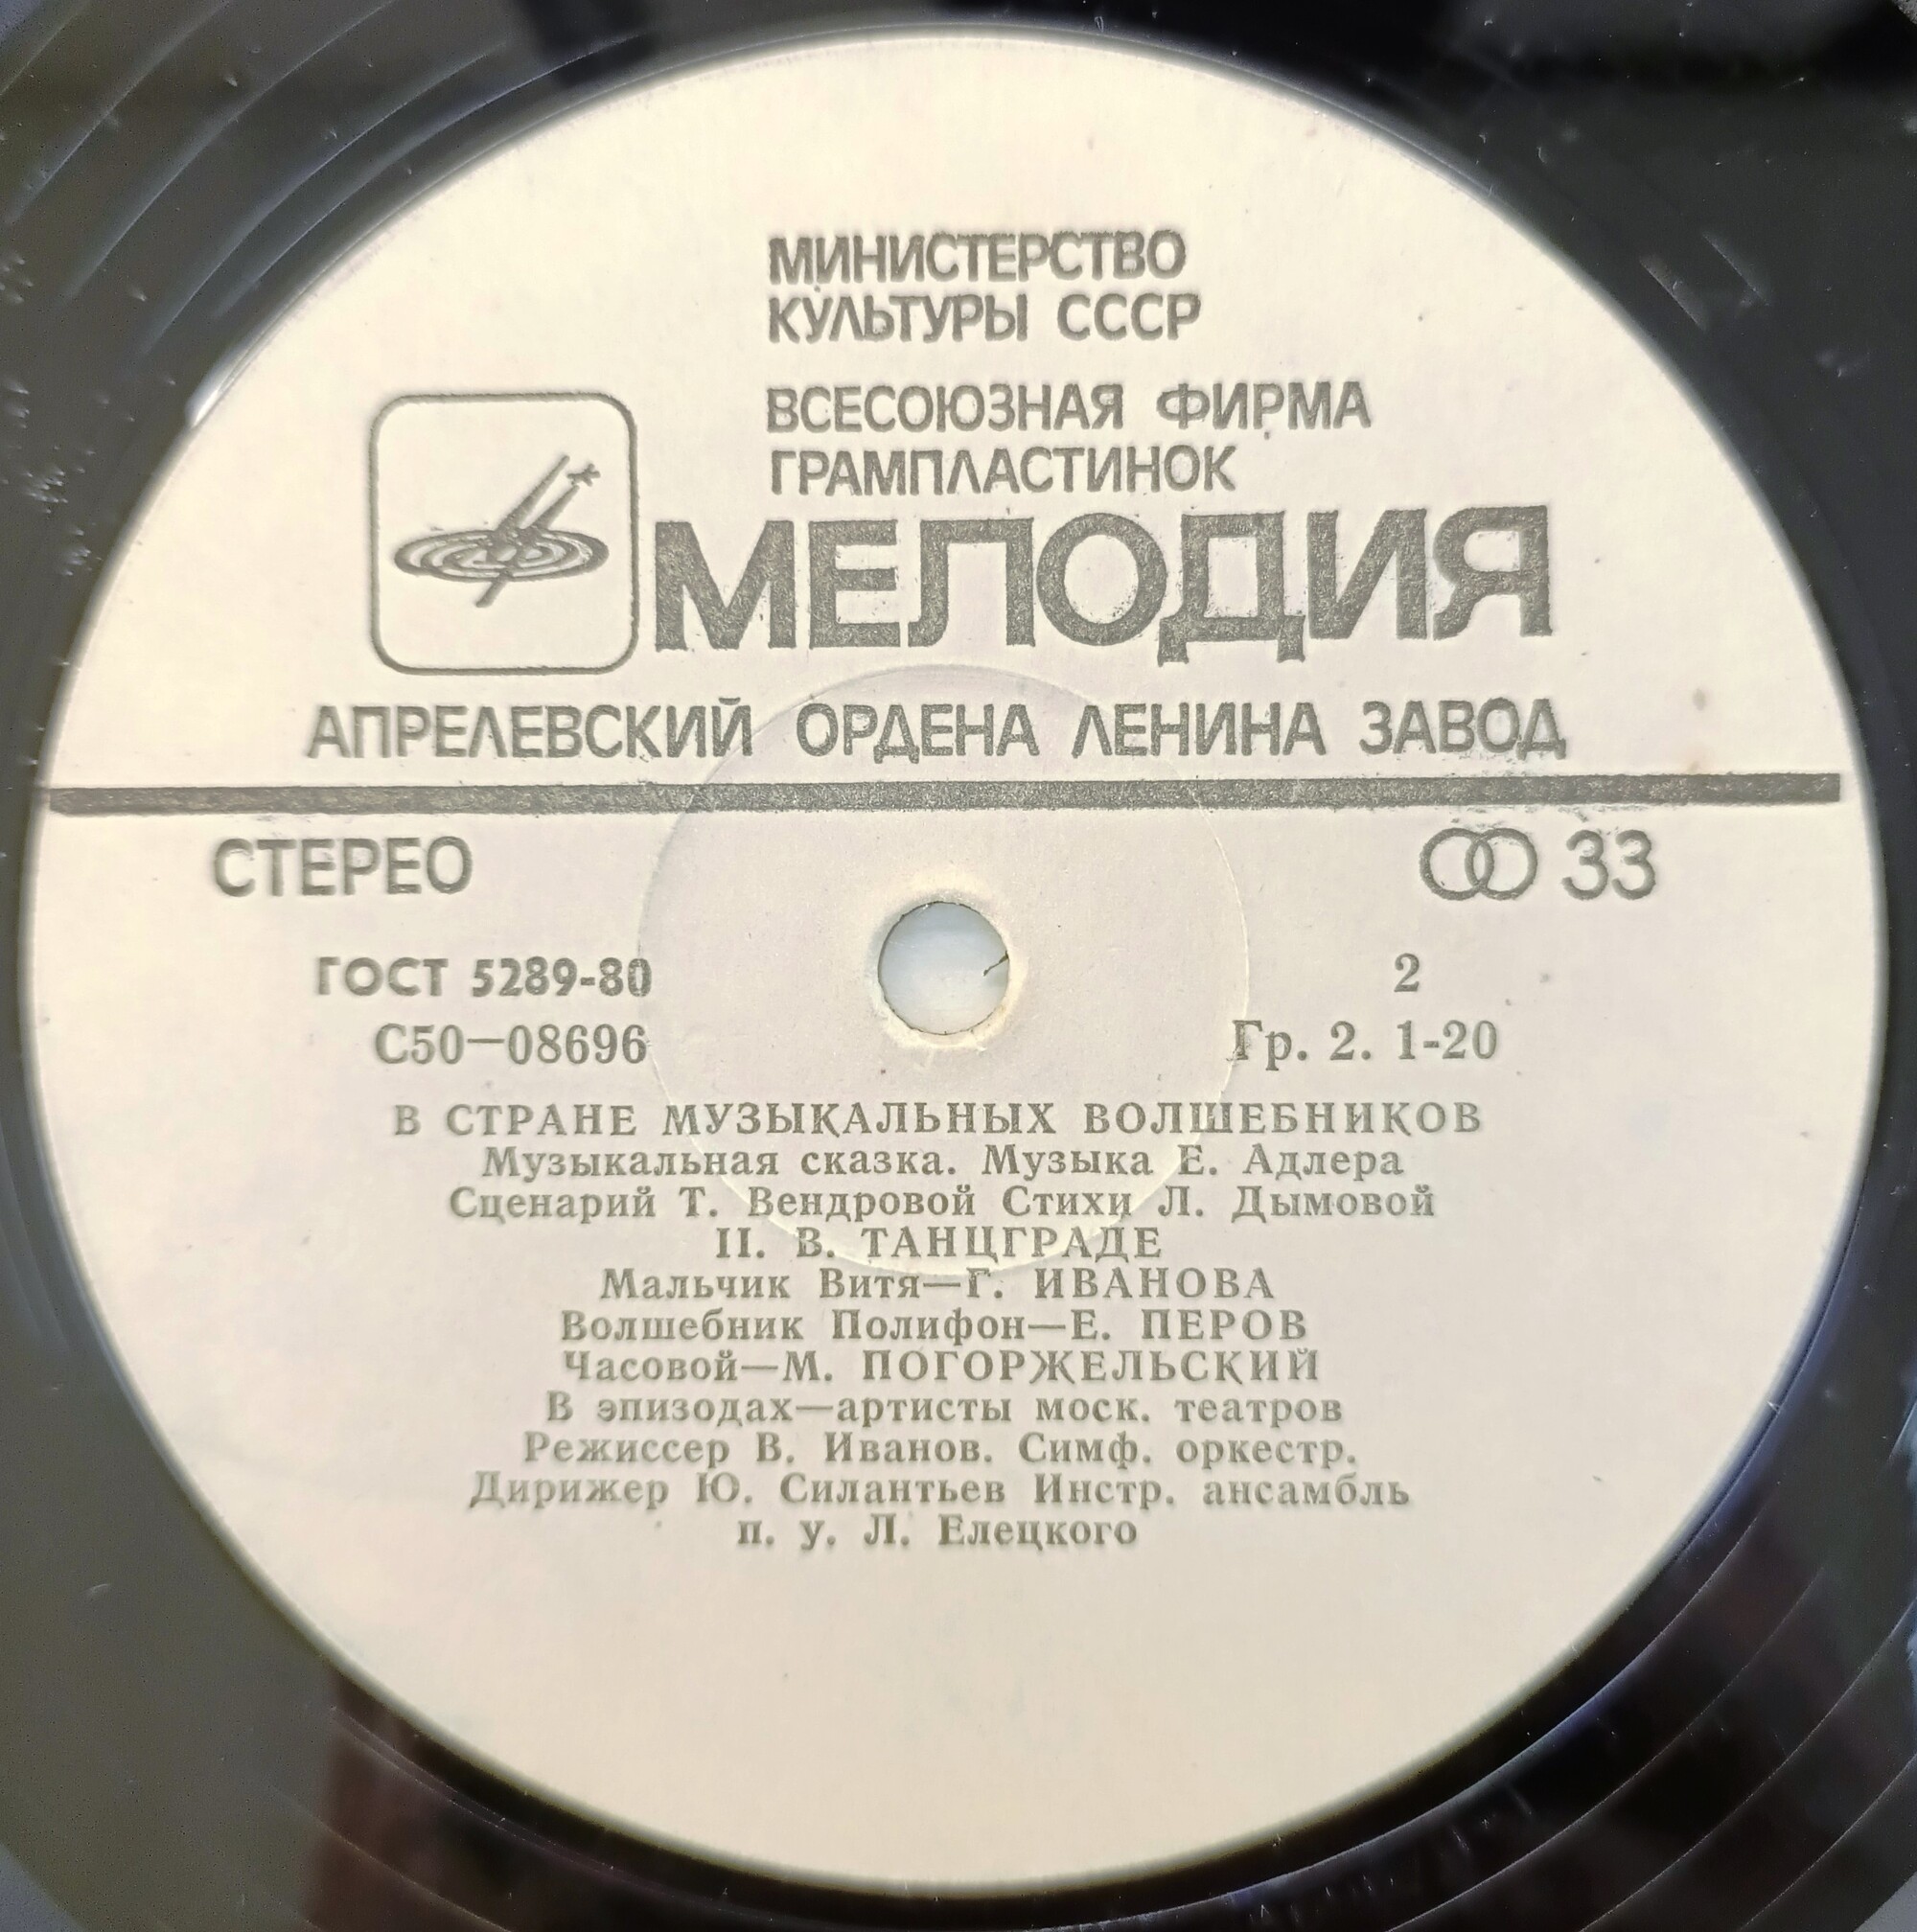 МИНИСТЕРСТВО
КУЛЬТУРЫ СССР
ВСЕСОЮЗНАЯ ФИРМА
ГРАМПЛАСТИНОК
МЕЛОДИЯ
АПРЕЛЕВСКИЙ ОРДЕНА ЛЕНИНА ЗАВОД
СТЕРЕО 33
ГОСТ 5289-80 2
С50—08696 Гр. 2. 1-20
В СТРАНЕ МУЗЫКАЛЬНЫХ ВОЛШЕБНИКОВ
Музыкальная сказка. Музыка Е. Адлера
Сценарий Т. Вендровой Стихи Л. Дымовой
II. В. ТАНЦГРАДЕ
Мальчик Витя—Г. ИВАНОВА
Волшебник Полифон—Е. ПЕРОВ
Часовой—М. ПОГОРЖЕЛЬСКИЙ
В эпизодах—артисты моск. театров
Режиссер В. Иванов. Симф. оркестр.
Дирижер Ю. Силантьев Инстр. ансамбль
п. у. Л. Елецкого